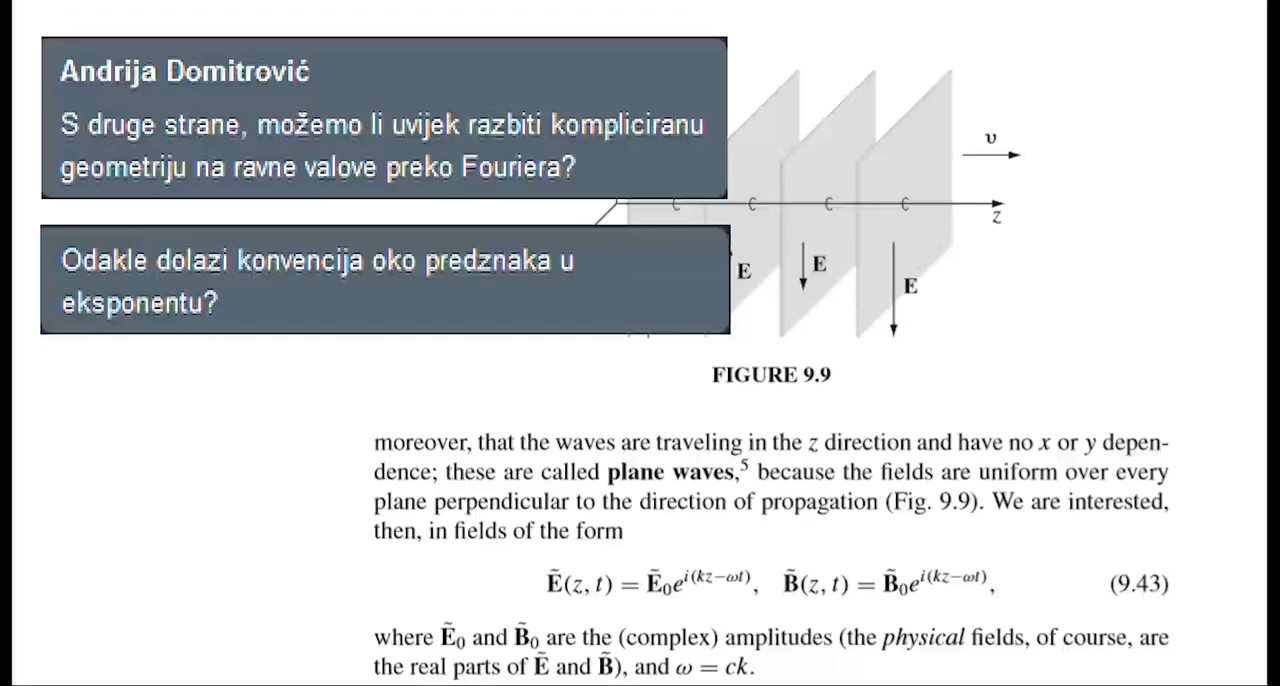 Andrija Domitrović
S druge strane, možemo li uvijek razbiti kompliciranu
geometriju na ravne valove preko Fouriera?
Odakle dolazi konvencija oko predznaka u
eksponentu?
υ
c c c c
z
E E E
FIGURE 9.9
moreover, that the waves are traveling in the z direction and have no x or y depen-
dence; these are called plane waves,⁵ because the fields are uniform over every
plane perpendicular to the direction of propagation (Fig. 9.9). We are interested,
then, in fields of the form
Ẽ(z, t) = Ẽ₀e^{i(kz−ωt)}, B̃(z, t) = B̃₀e^{i(kz−ωt)}, (9.43)
where Ẽ₀ and B̃₀ are the (complex) amplitudes (the physical fields, of course, are
the real parts of Ẽ and B̃), and ω = ck.